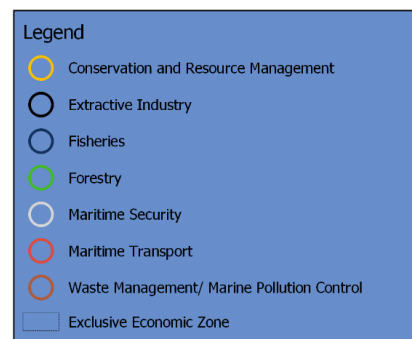 Legend
Conservation and Resource Management
Extractive Industry
Fisheries
Forestry
Maritime Security
Maritime Transport
Waste Management/ Marine Pollution Control
Exclusive Economic Zone